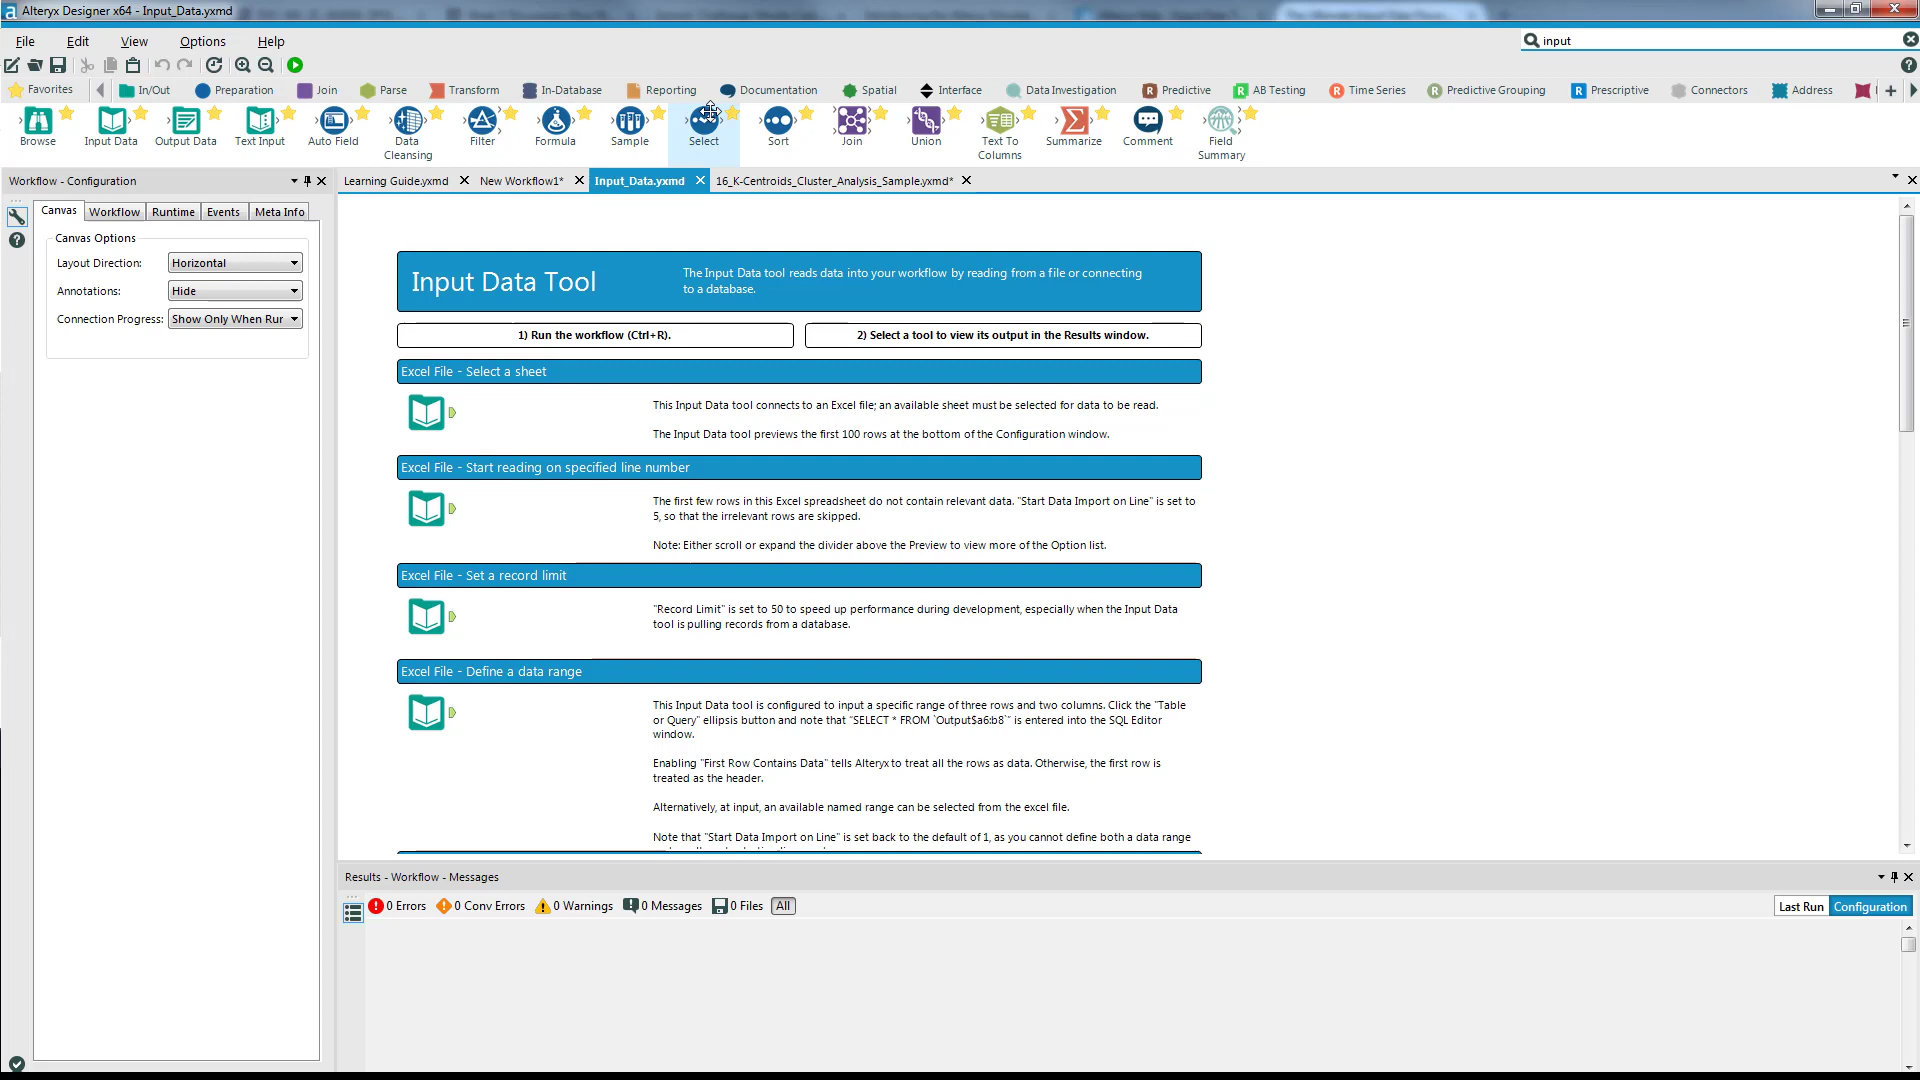 Alteryx Designer x64 - Input_Data.yxmd
File Edit View Options Help
input
Favorites In/Out Preparation Join Parse Transform In-Database Reporting Documentation Spatial Interface Data Investigation Predictive AB Testing Time Series Predictive Grouping Prescriptive Connectors Address
Browse Input Data Output Data Text Input Auto Field Data Cleansing Filter Formula Sample Select Sort Join Union Text To Columns Summarize Comment Field Summary
Workflow - Configuration
Learning Guide.yxmd New Workflow1* Input_Data.yxmd 16_K-Centroids_Cluster_Analysis_Sample.yxmd*
Canvas Workflow Runtime Events Meta Info
Canvas Options
Layout Direction: Horizontal
Annotations: Hide
Connection Progress: Show Only When Rur
Input Data Tool
The Input Data tool reads data into your workflow by reading from a file or connecting
to a database.
1) Run the workflow (Ctrl+R).
2) Select a tool to view its output in the Results window.
Excel File - Select a sheet
This Input Data tool connects to an Excel file; an available sheet must be selected for data to be read.
The Input Data tool previews the first 100 rows at the bottom of the Configuration window.
Excel File - Start reading on specified line number
The first few rows in this Excel spreadsheet do not contain relevant data. "Start Data Import on Line" is set to
5, so that the irrelevant rows are skipped.
Note: Either scroll or expand the divider above the Preview to view more of the Option list.
Excel File - Set a record limit
"Record Limit" is set to 50 to speed up performance during development, especially when the Input Data
tool is pulling records from a database.
Excel File - Define a data range
This Input Data tool is configured to input a specific range of three rows and two columns. Click the "Table
or Query" ellipsis button and note that "SELECT * FROM `Output$a6:b8`" is entered into the SQL Editor
window.
Enabling "First Row Contains Data" tells Alteryx to treat all the rows as data. Otherwise, the first row is
treated as the header.
Alternatively, at input, an available named range can be selected from the excel file.
Note that "Start Data Import on Line" is set back to the default of 1, as you cannot define both a data range
Results - Workflow - Messages
0 Errors 0 Conv Errors 0 Warnings 0 Messages 0 Files All
Last Run Configuration